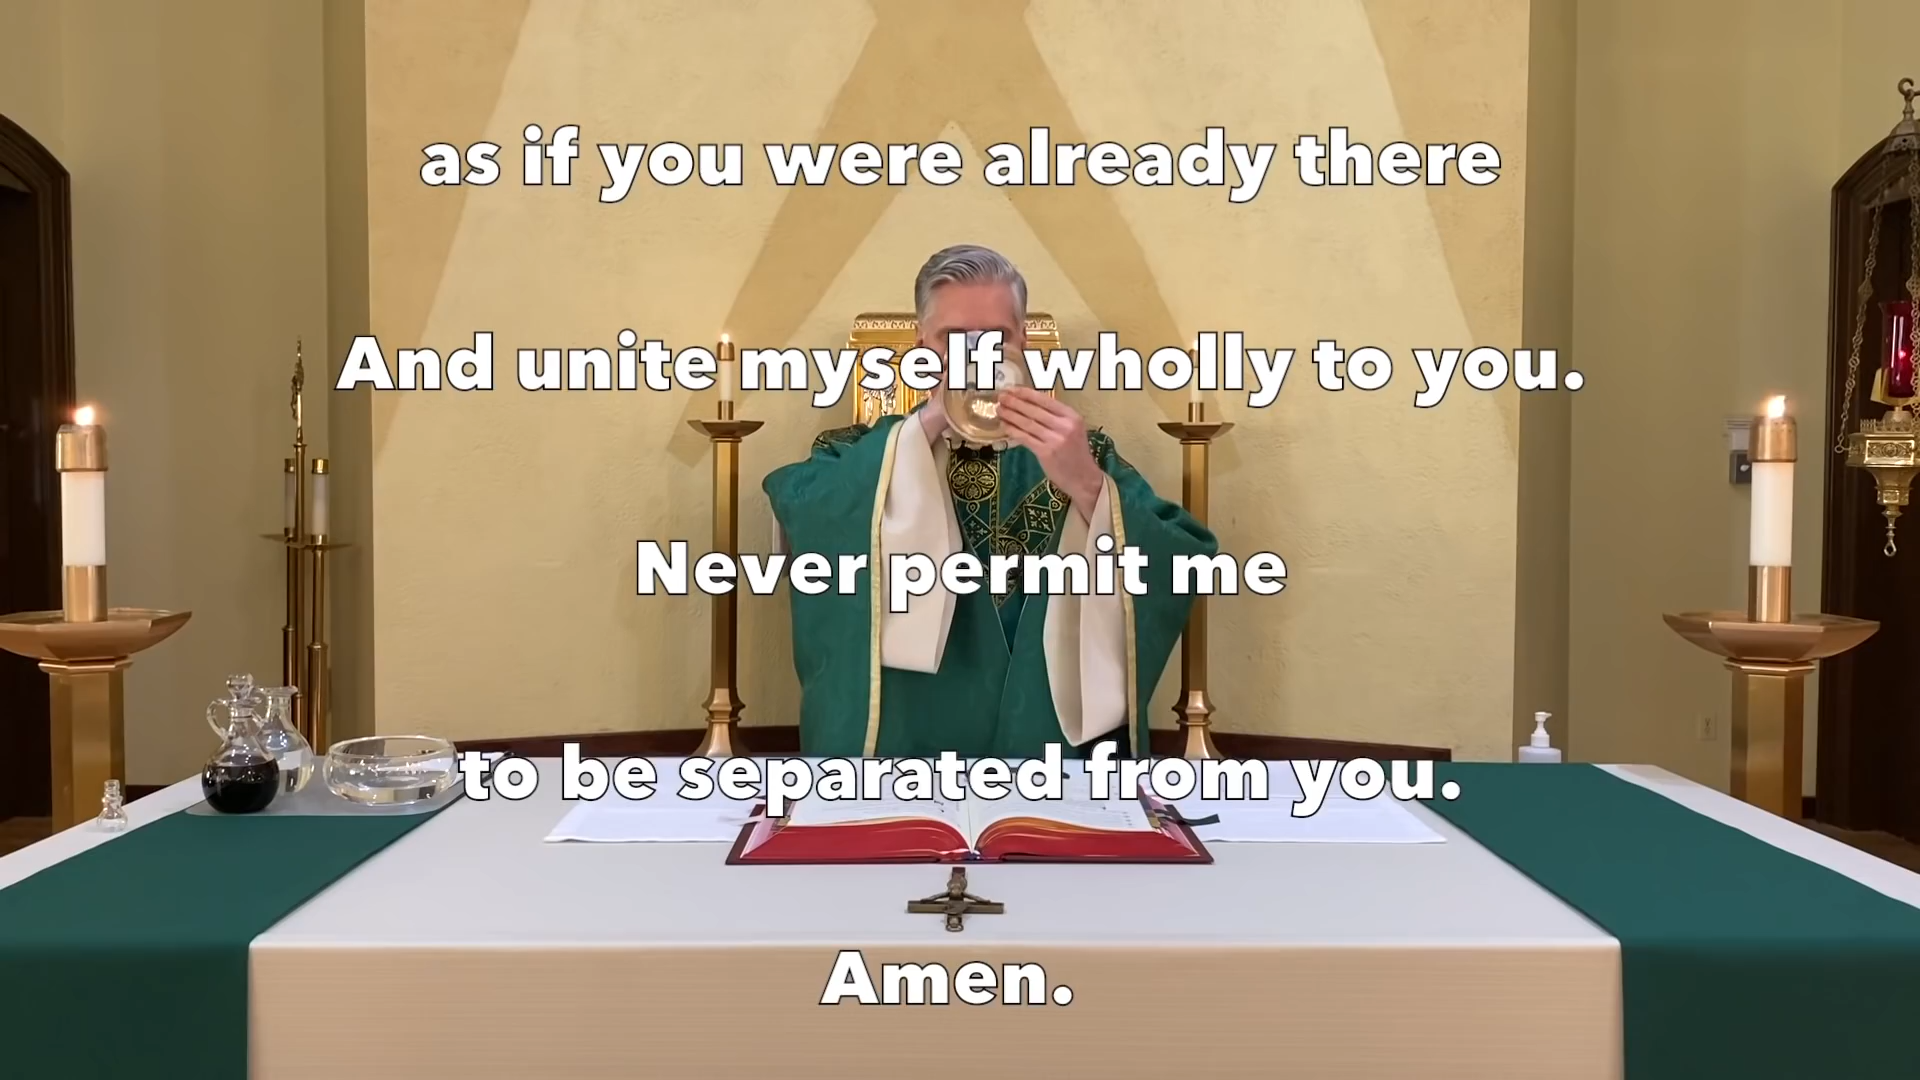 as if you were already there
And unite myself wholly to you.
Never permit me
to be separated from you.
Amen.